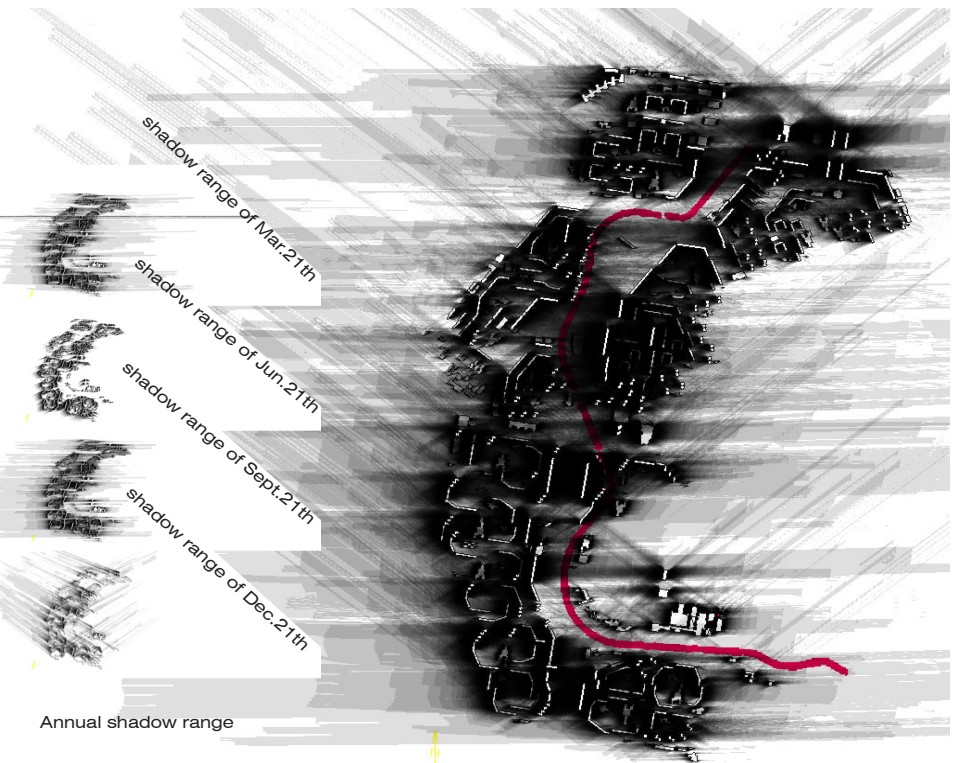 shadow range of Mar.21th
shadow range of Jun.21th
shadow range of Sept.21th
shadow range of Dec.21th
Annual shadow range